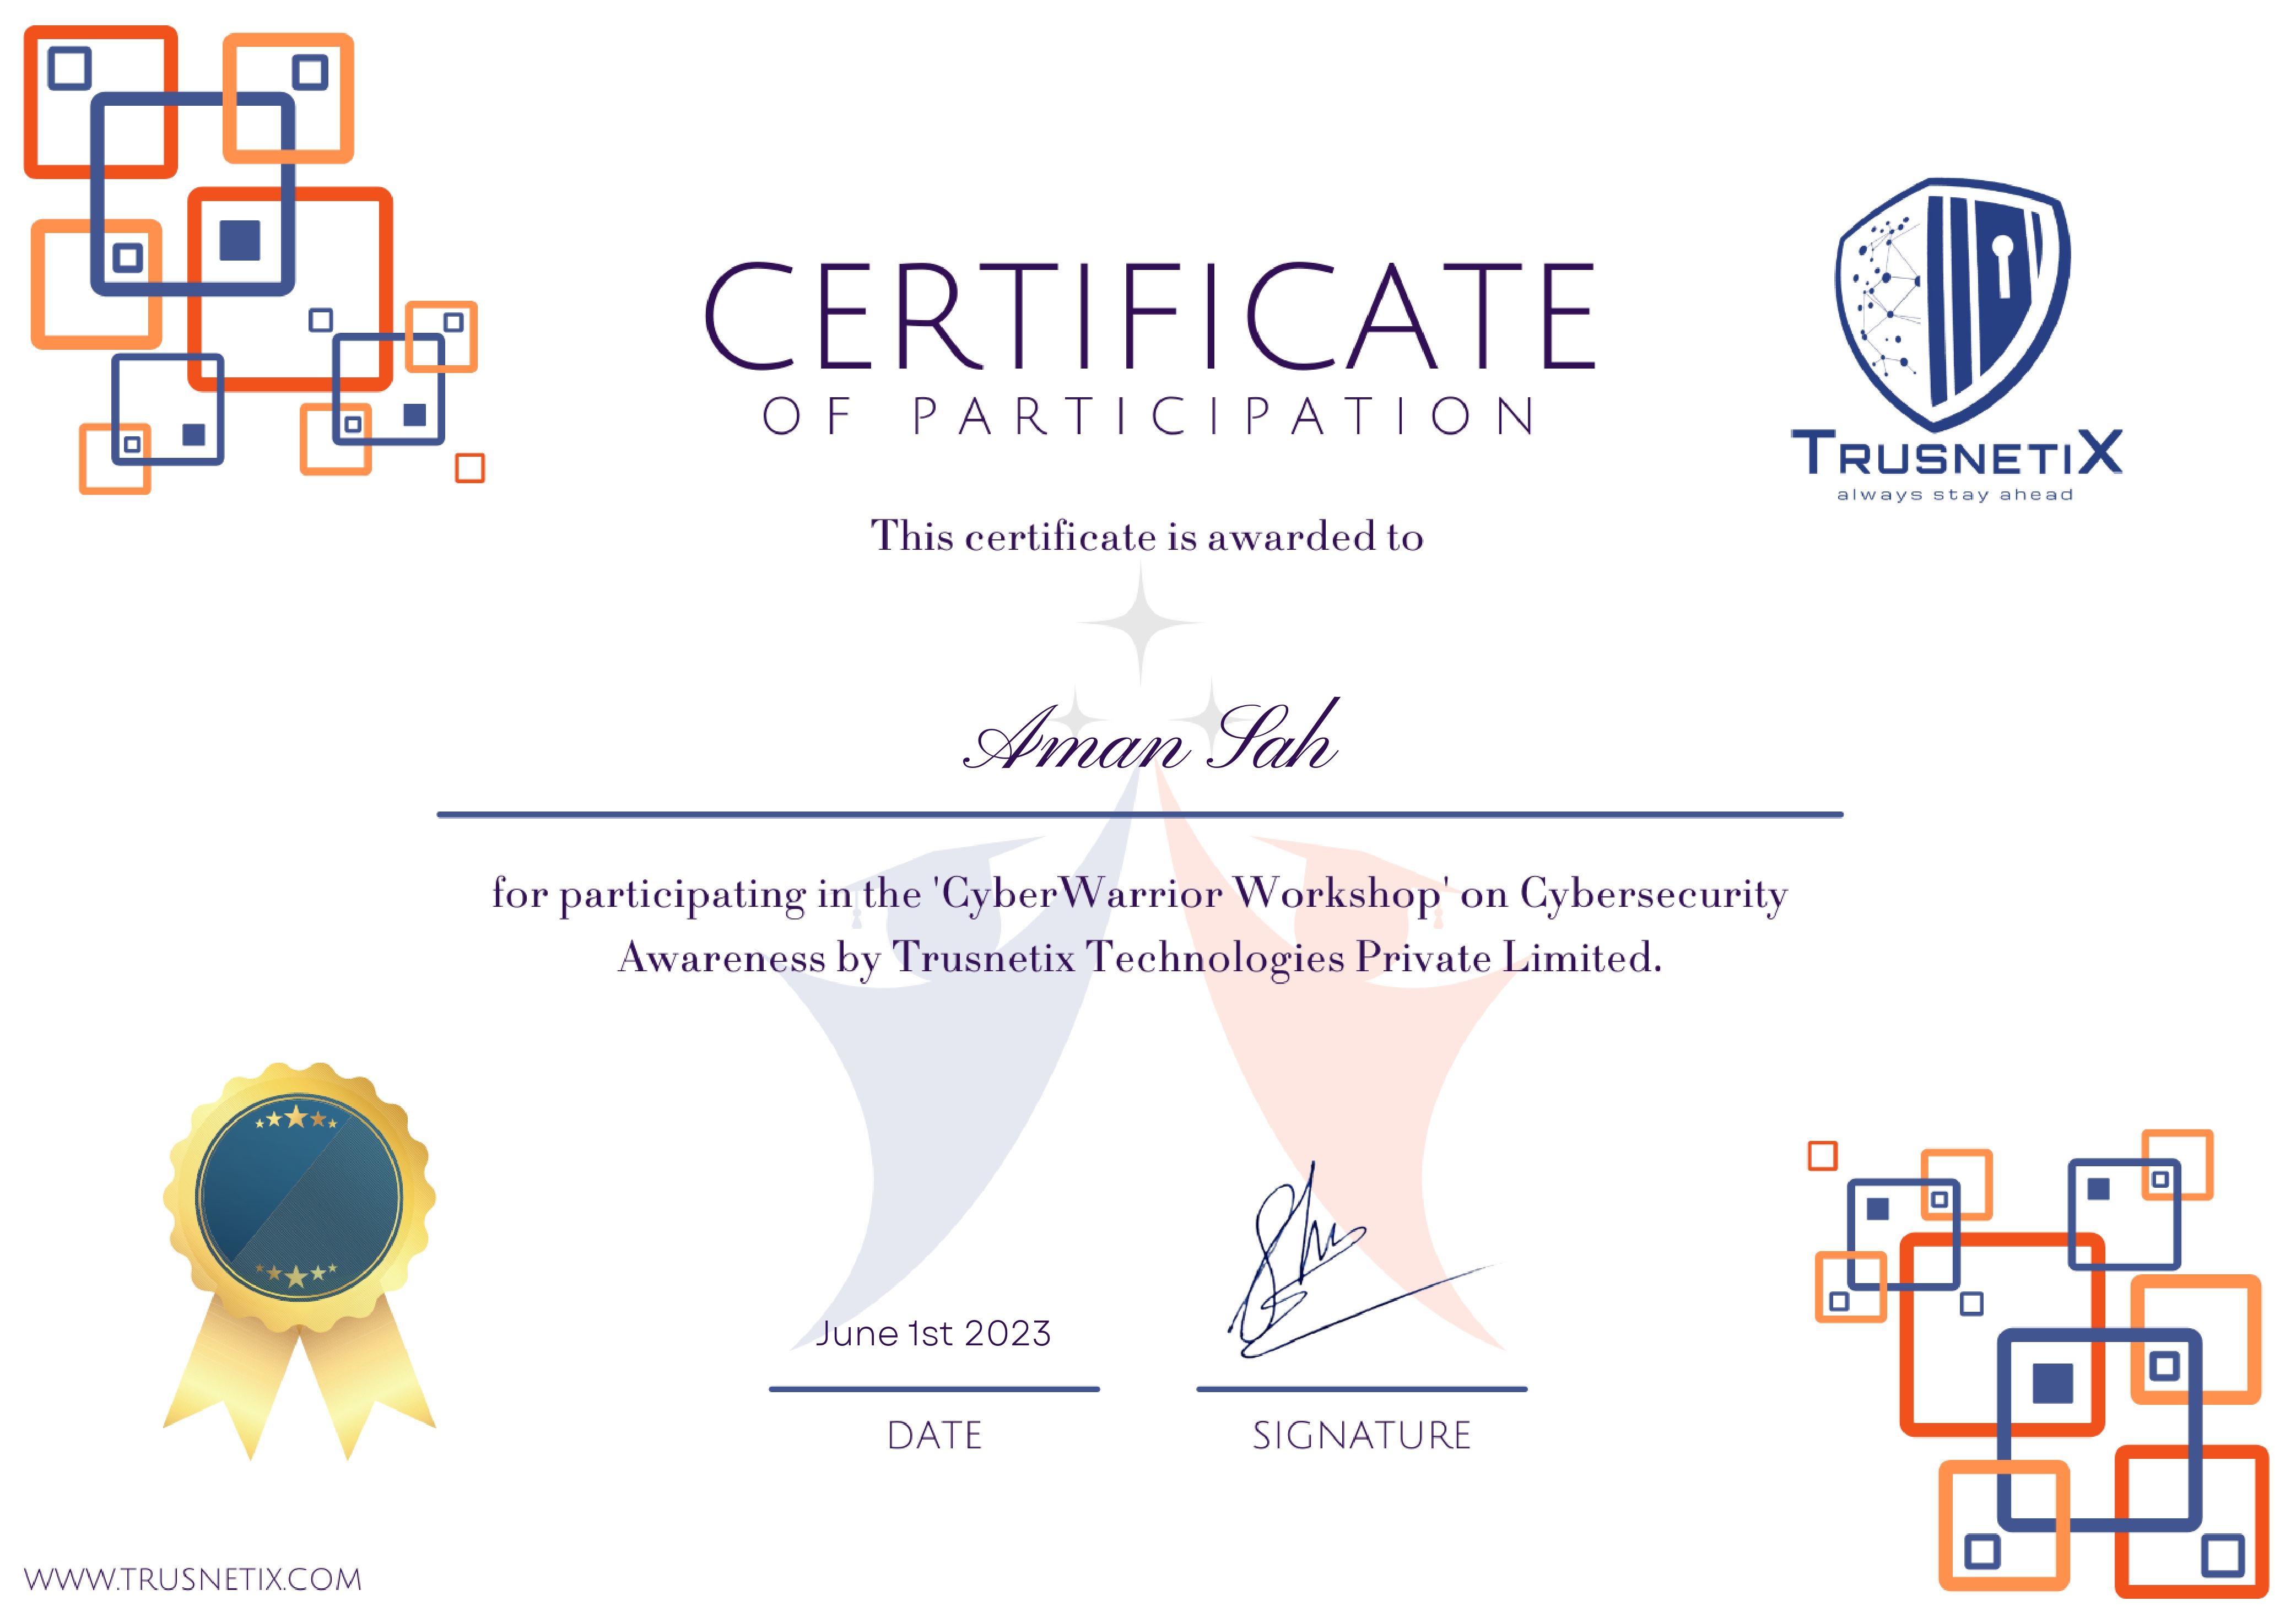 CERTIFICATE
OF PARTICIPATION
TRUSNETIX
always stay ahead
This certificate is awarded to
Aman Sah
for participating in the 'CyberWarrior Workshop' on Cybersecurity
Awareness by Trusnetix Technologies Private Limited.
June 1st 2023
DATE
SIGNATURE
WWW.TRUSNETIX.COM